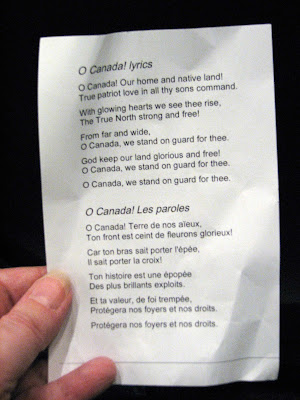 O Canada! lyrics
O Canada! Our home and native land!
True patriot love in all thy sons command.
With glowing hearts we see thee rise,
The True North strong and free!
From far and wide,
O Canada, we stand on guard for thee.
God keep our land glorious and free!
O Canada, we stand on guard for thee.
O Canada, we stand on guard for thee.
O Canada! Les paroles
O Canada! Terre de nos aïeux,
Ton front est ceint de fleurons glorieux!
Car ton bras sait porter l'épée,
Il sait porter la croix!
Ton histoire est une épopée
Des plus brillants exploits.
Et ta valeur, de foi trempée,
Protégera nos foyers et nos droits.
Protégera nos foyers et nos droits.